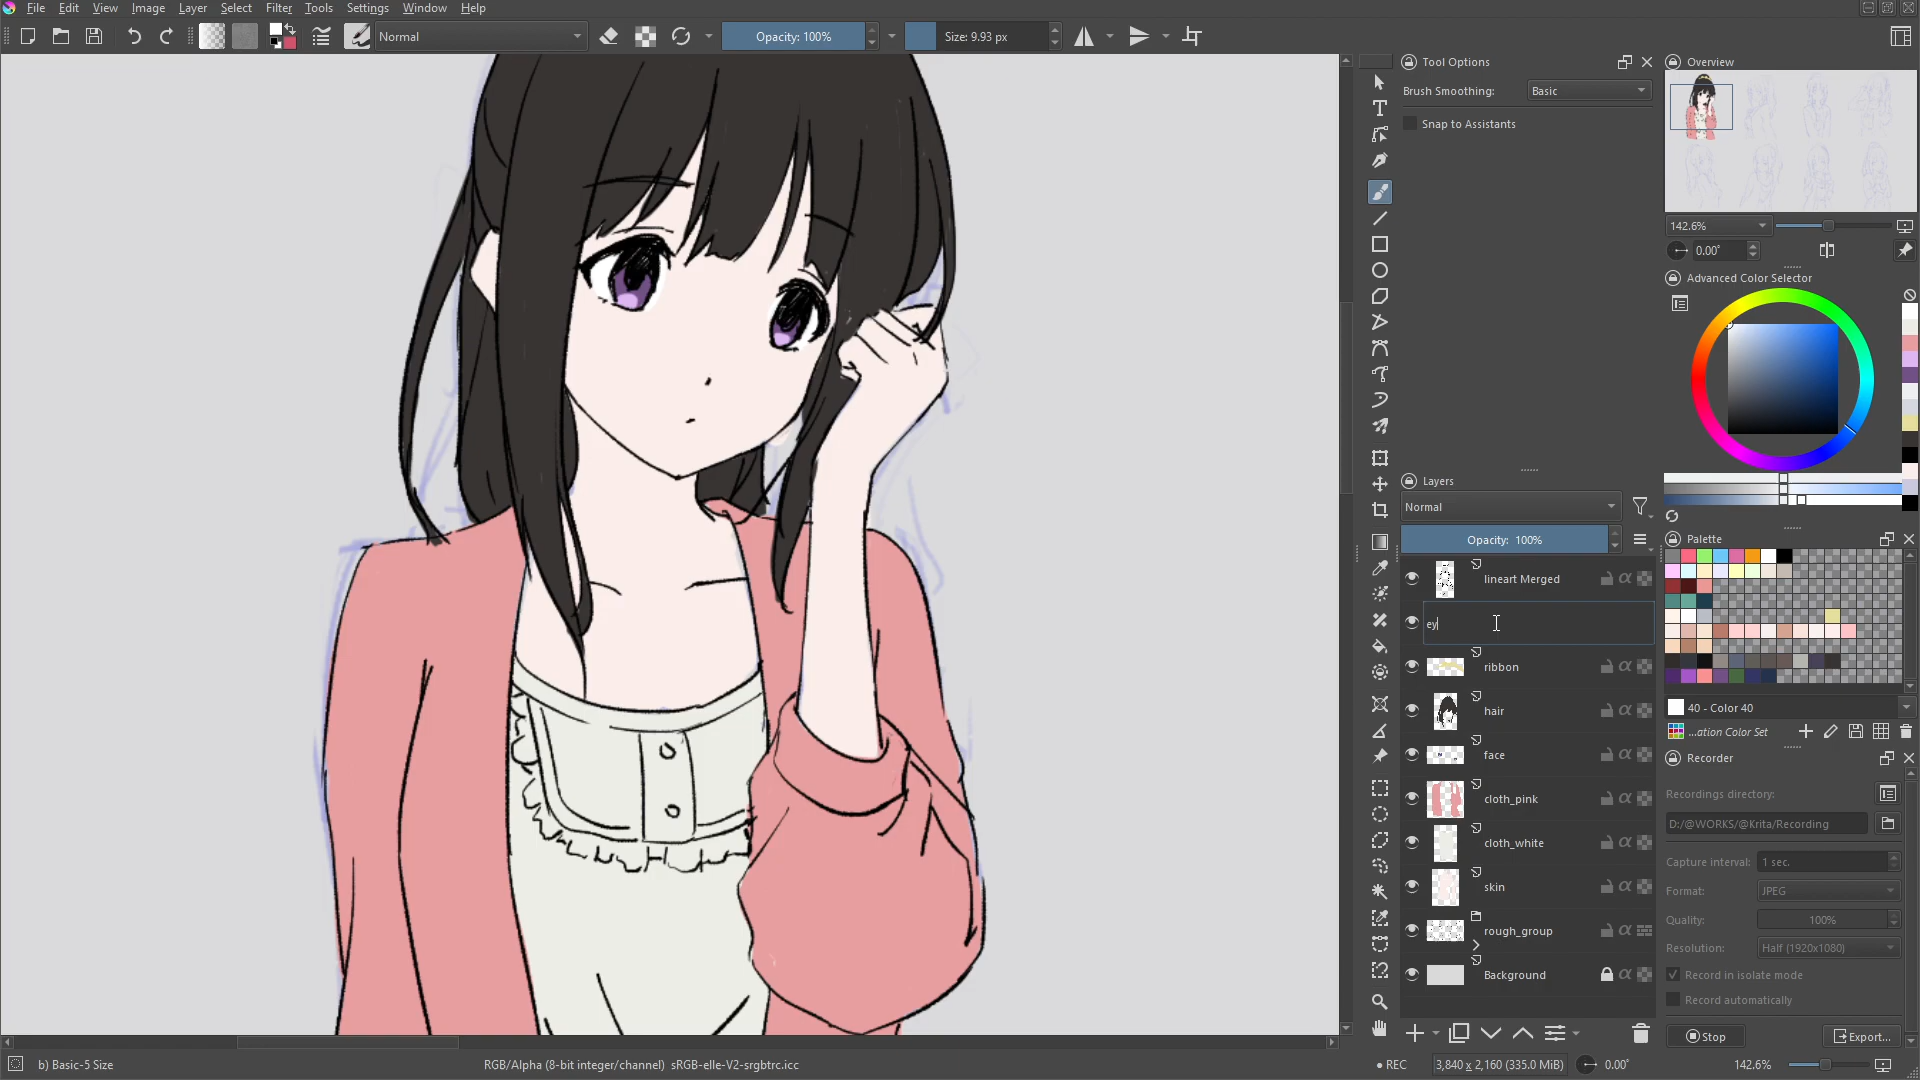 File Edit View Image Layer Select Filter Tools Settings Window Help
Normal
Opacity: 100%
Size: 9.93 px
Tool Options
Brush Smoothing: Basic
Snap to Assistants
Overview
142.6%
0.00°
Advanced Color Selector
Layers
Normal
Opacity: 100%
lineart Merged
ey
ribbon
hair
face
cloth_pink
cloth_white
skin
rough_group
Background
Palette
40 - Color 40
...ation Color Set
Recorder
Recordings directory:
D:/@WORKS/@Krita/Recording
Capture interval: 1 sec.
Format: JPEG
Quality: 100%
Resolution: Half (1920x1080)
Record in isolate mode
Record automatically
Stop Export...
b) Basic-5 Size
RGB/Alpha (8-bit integer/channel) sRGB-elle-V2-srgbtrc.icc
REC
3,840 x 2,160 (335.0 MiB)
0.00°
142.6%